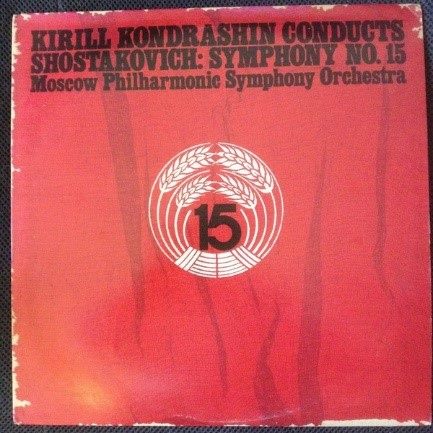 KIRILL KONDRASHIN CONDUCTS
SHOSTAKOVICH: SYMPHONY NO. 15
Moscow Philharmonic Symphony Orchestra
15